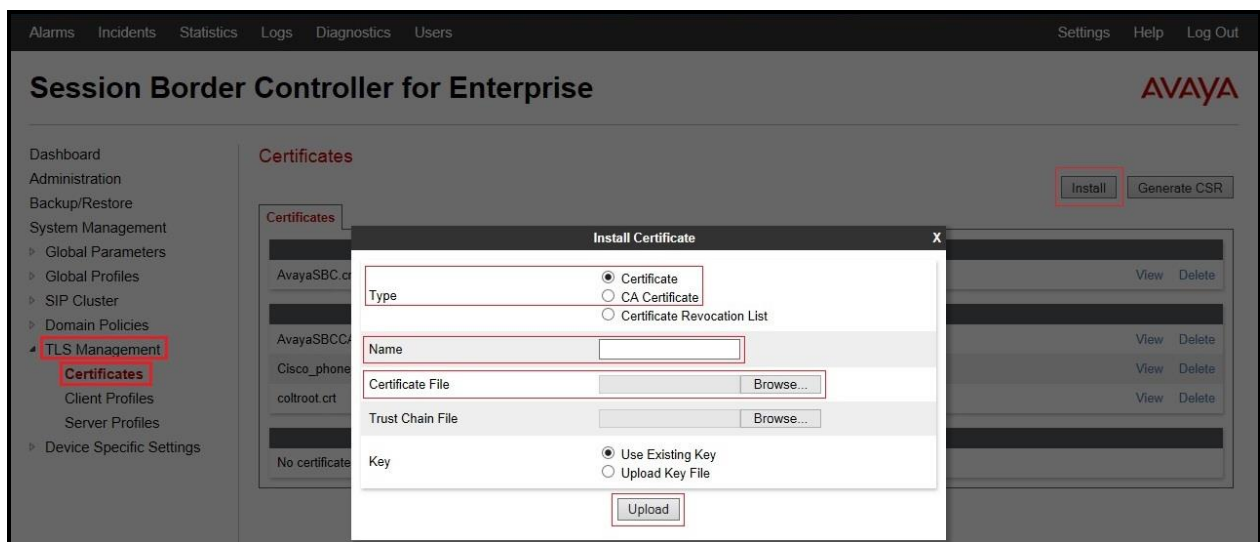 Alarms Incidents Statistics Logs Diagnostics Users Settings Help Log Out
Session Border Controller for Enterprise
AVAYA
Dashboard
Administration
Backup/Restore
System Management
Global Parameters
Global Profiles
SIP Cluster
Domain Policies
TLS Management
Certificates
Client Profiles
Server Profiles
Device Specific Settings
Certificates
Install Generate CSR
Certificates
AvayaSBC.cr View Delete
AvayaSBCCA View Delete
Cisco_phone View Delete
coltroot.crt View Delete
No certificate
Install Certificate X
Type
Certificate
CA Certificate
Certificate Revocation List
Name
Certificate File Browse...
Trust Chain File Browse...
Key
Use Existing Key
Upload Key File
Upload